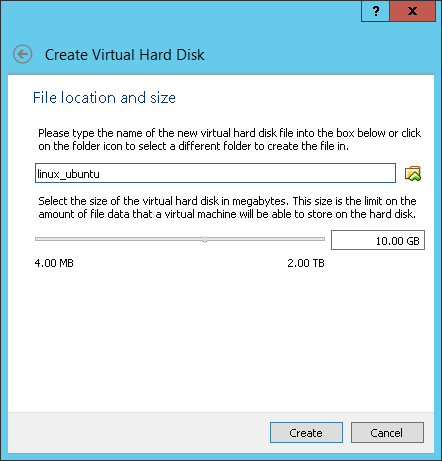 ? x
Create Virtual Hard Disk
File location and size
Please type the name of the new virtual hard disk file into the box below or click
on the folder icon to select a different folder to create the file in.
linux_ubuntu
Select the size of the virtual hard disk in megabytes. This size is the limit on the
amount of file data that a virtual machine will be able to store on the hard disk.
10.00 GB
4.00 MB 2.00 TB
Create Cancel